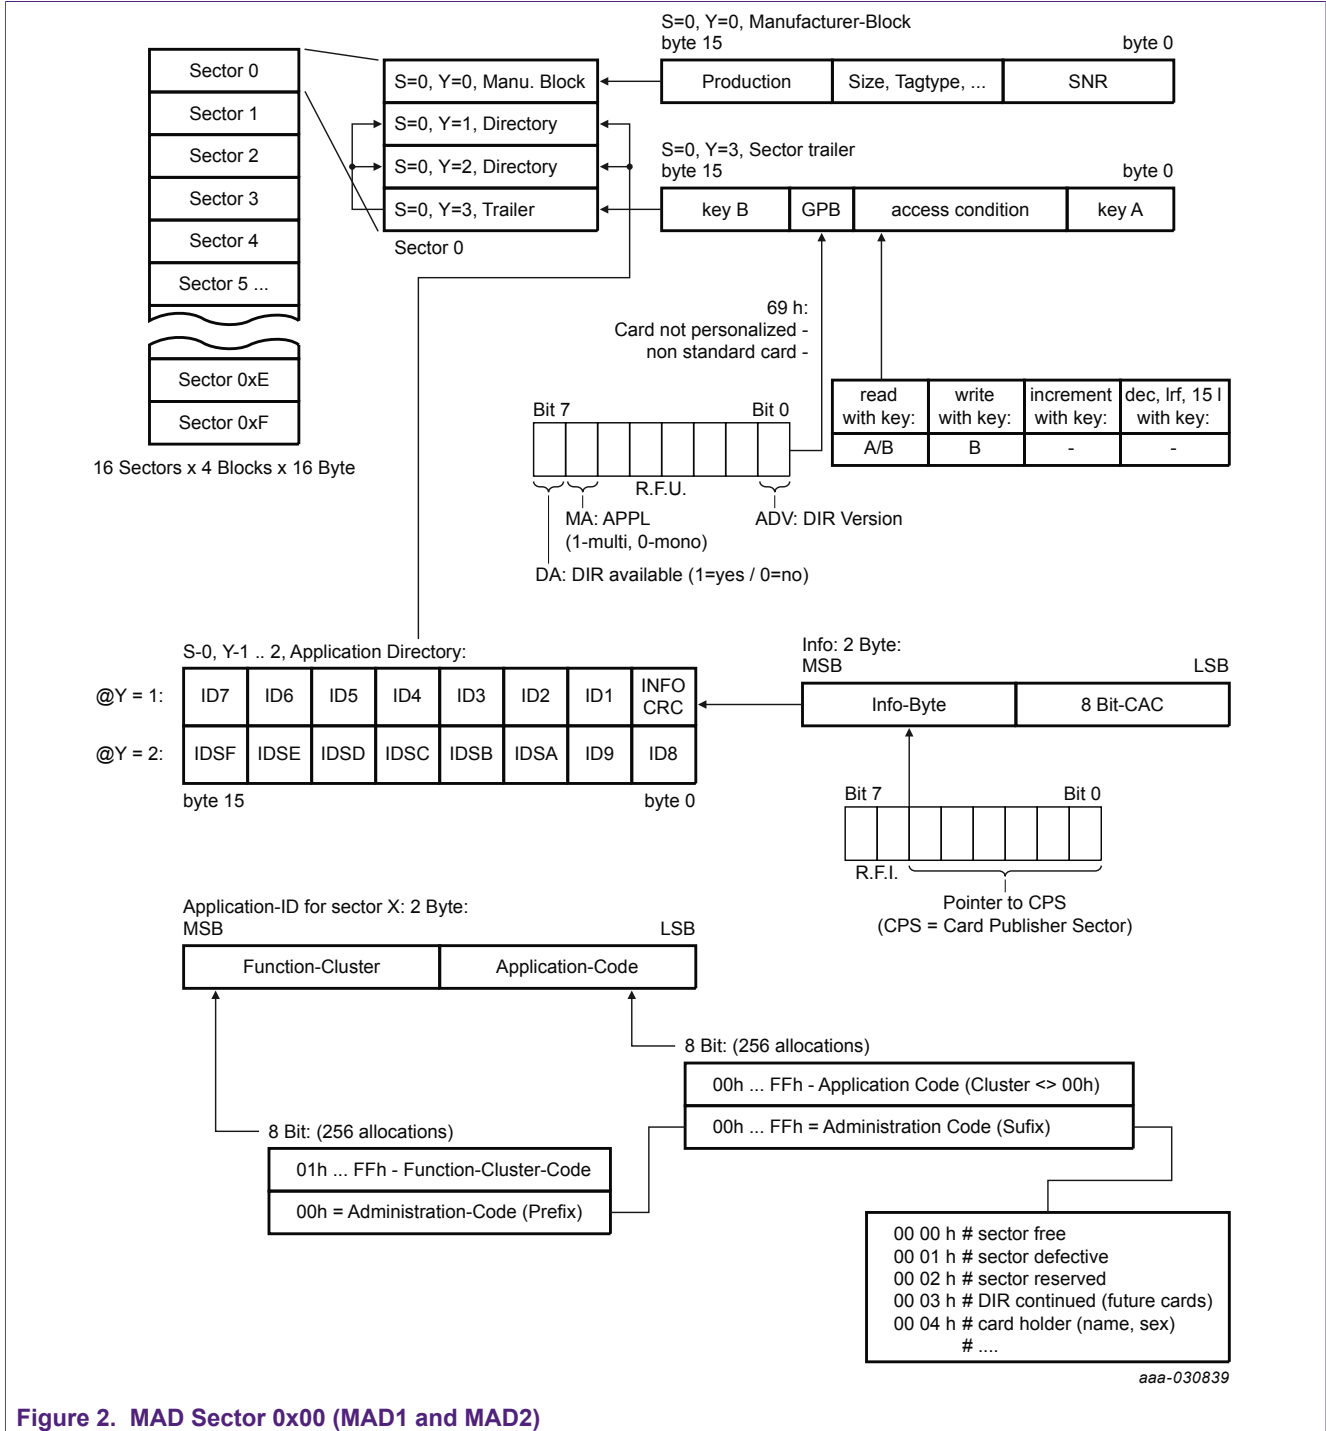 S=0, Y=0, Manufacturer-Block
byte 15 byte 0
Production Size, Tagtype, ... SNR
Sector 0
Sector 1
Sector 2
Sector 3
Sector 4
Sector 5 ...
Sector 0xE
Sector 0xF
16 Sectors x 4 Blocks x 16 Byte
S=0, Y=0, Manu. Block
S=0, Y=1, Directory
S=0, Y=2, Directory
S=0, Y=3, Trailer
Sector 0
S=0, Y=3, Sector trailer
byte 15 byte 0
key B GPB access condition key A
69 h:
Card not personalized -
non standard card -
read with key: write with key: increment with key: dec, lrf, 15 l with key:
A/B B - -
Bit 7 Bit 0
R.F.U.
MA: APPL
(1-multi, 0-mono)
ADV: DIR Version
DA: DIR available (1=yes / 0=no)
S-0, Y-1 .. 2, Application Directory:
@Y = 1: ID7 ID6 ID5 ID4 ID3 ID2 ID1 INFO CRC
@Y = 2: IDSF IDSE IDSD IDSC IDSB IDSA ID9 ID8
byte 15 byte 0
Info: 2 Byte:
MSB LSB
Info-Byte 8 Bit-CAC
Bit 7 Bit 0
R.F.I.
Pointer to CPS
(CPS = Card Publisher Sector)
Application-ID for sector X: 2 Byte:
MSB LSB
Function-Cluster Application-Code
8 Bit: (256 allocations)
00h ... FFh - Application Code (Cluster <> 00h)
00h ... FFh = Administration Code (Sufix)
8 Bit: (256 allocations)
01h ... FFh - Function-Cluster-Code
00h = Administration-Code (Prefix)
00 00 h # sector free
00 01 h # sector defective
00 02 h # sector reserved
00 03 h # DIR continued (future cards)
00 04 h # card holder (name, sex)
# ....
aaa-030839
Figure 2. MAD Sector 0x00 (MAD1 and MAD2)